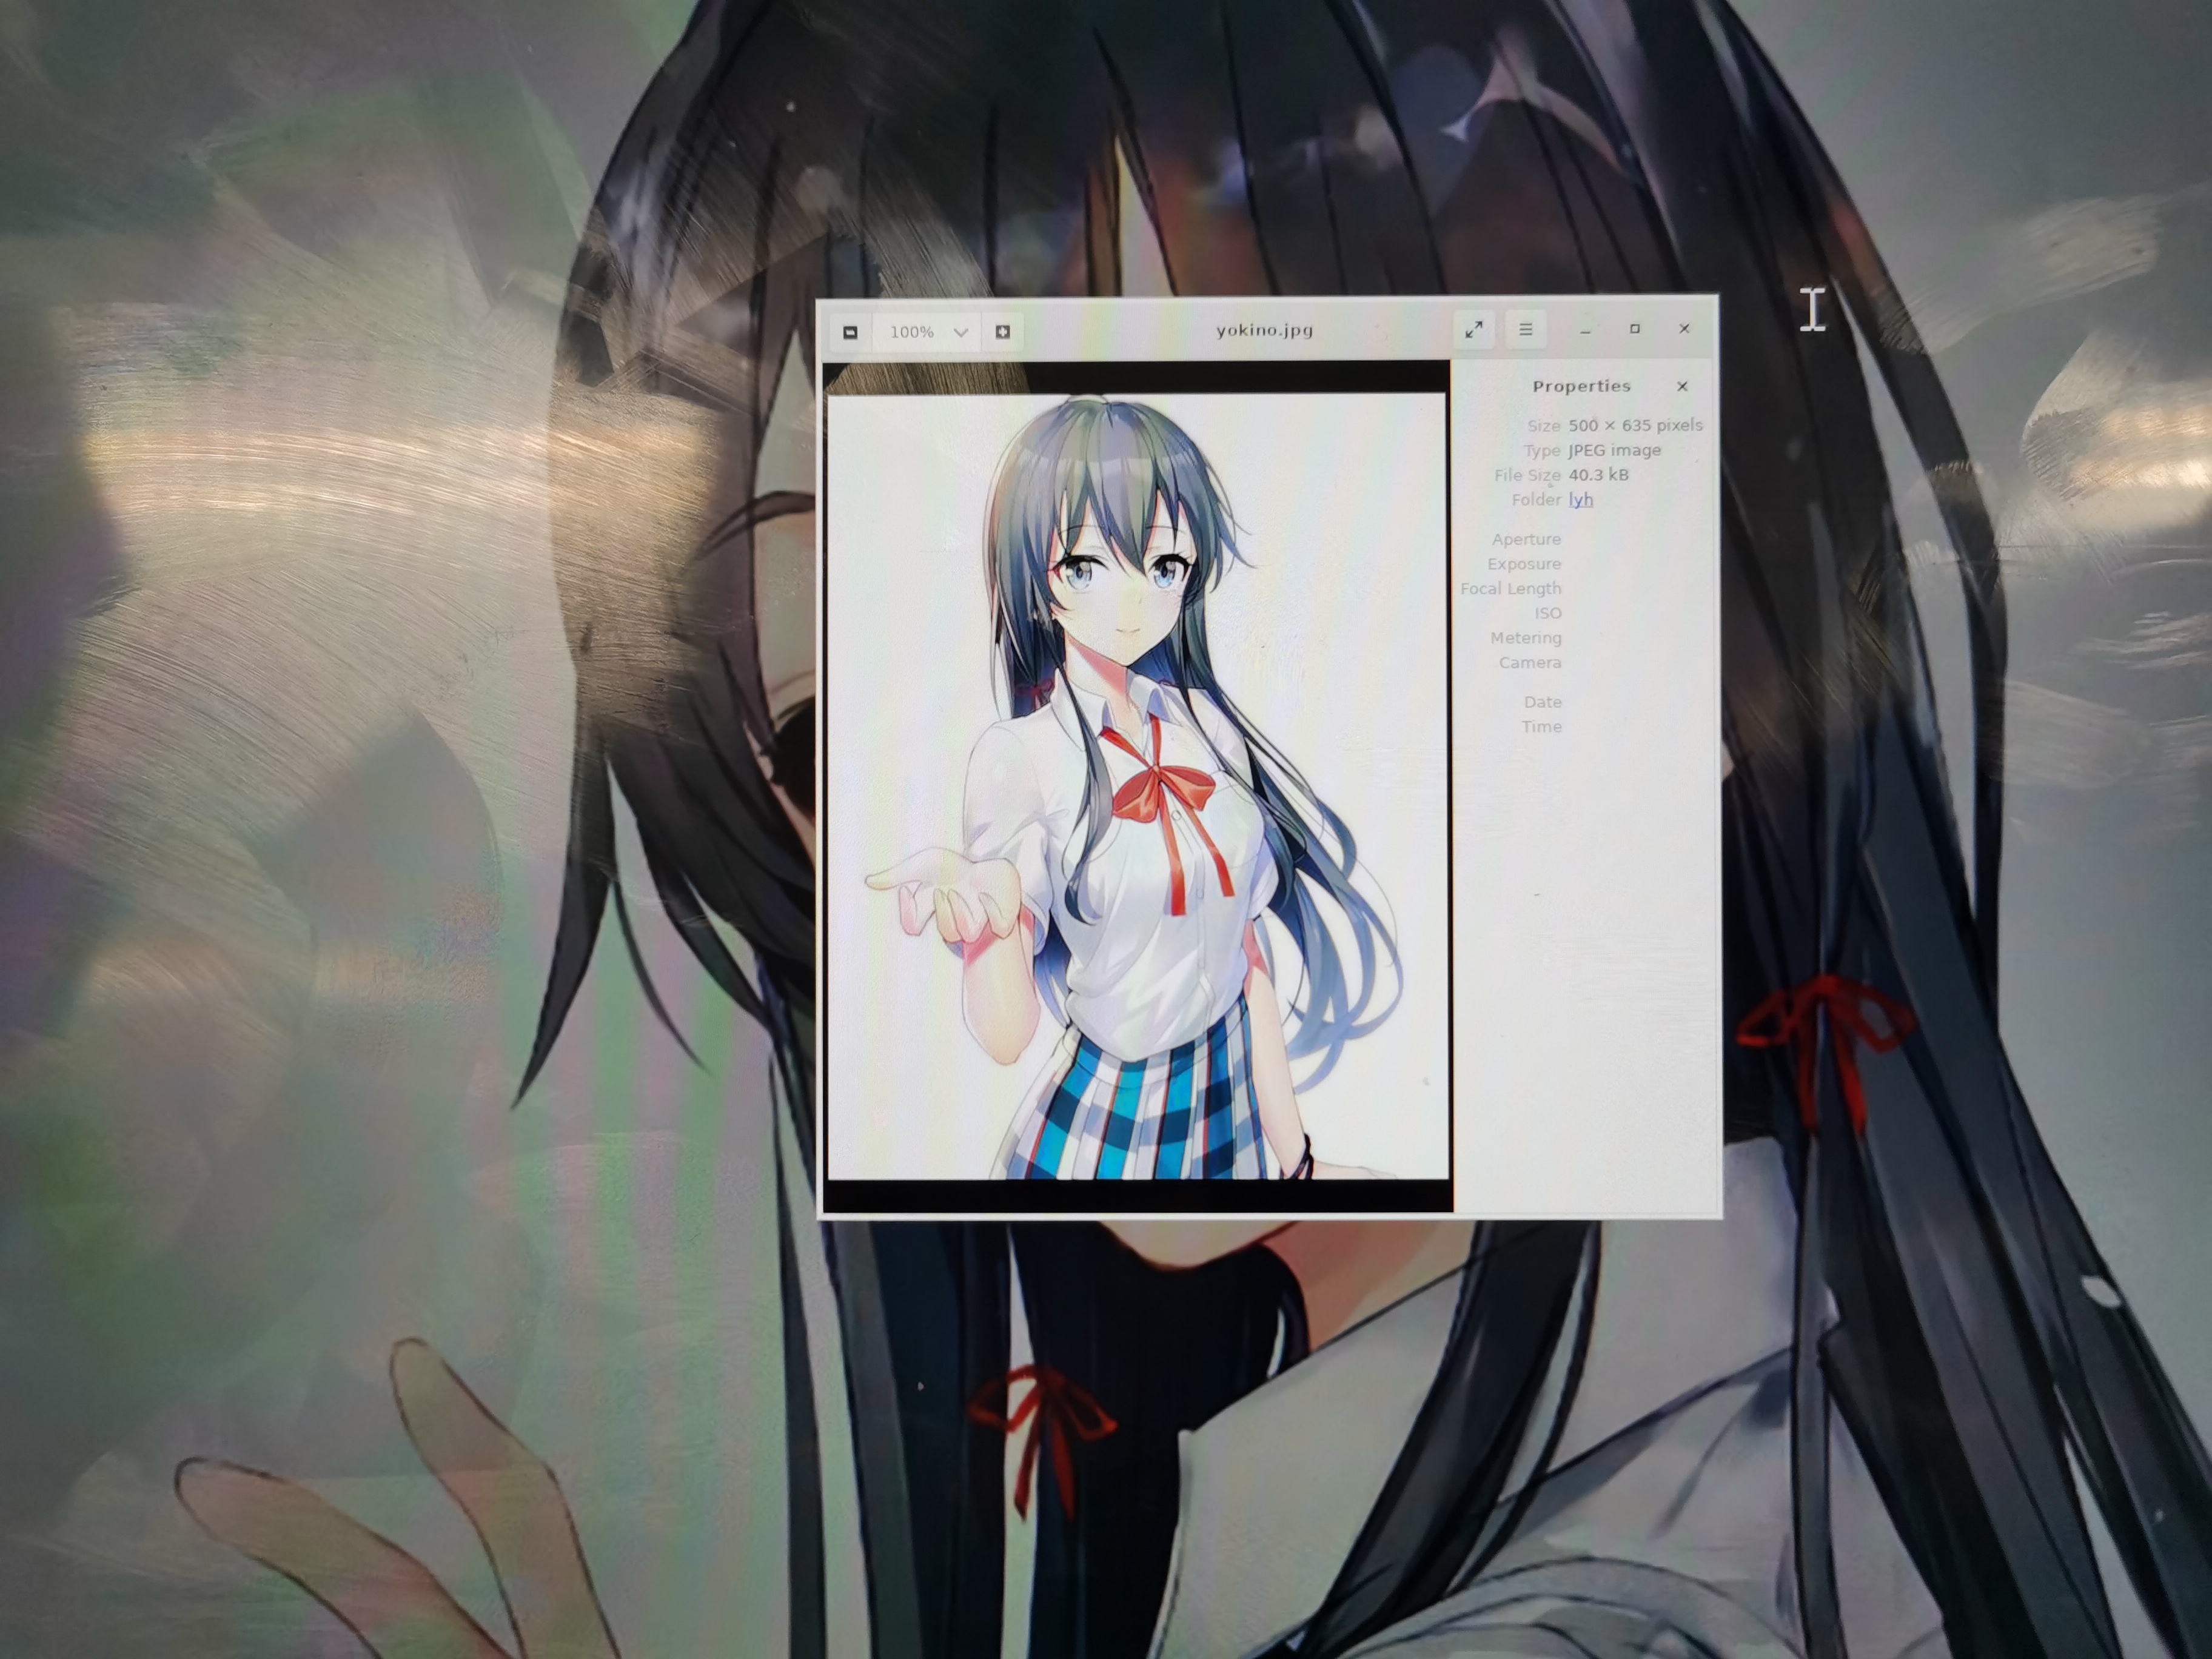 100%
yokino.jpg
Properties
Size 500 × 635 pixels
Type JPEG image
File Size 40.3 kB
Folder lyh
Aperture
Exposure
Focal Length
ISO
Metering
Camera
Date
Time